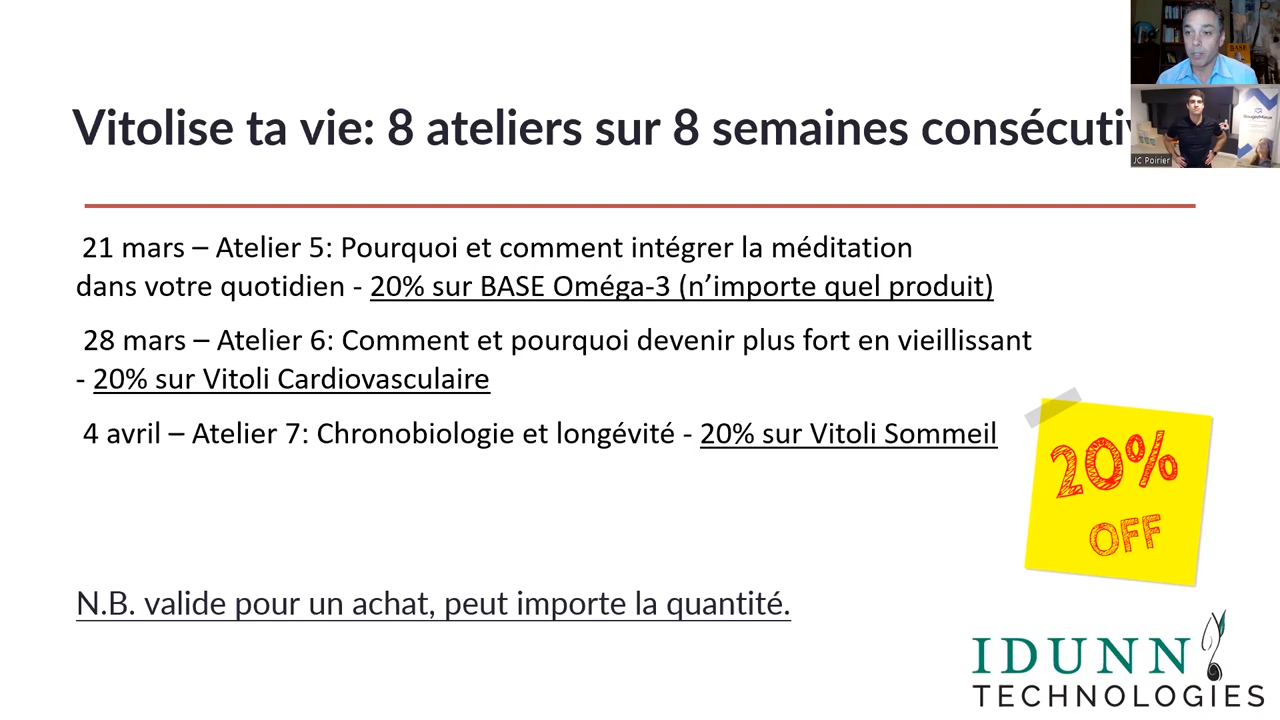 Vitolise ta vie: 8 ateliers sur 8 semaines consécuti
BASE
JC Poirier
21 mars – Atelier 5: Pourquoi et comment intégrer la méditation
dans votre quotidien - 20% sur BASE Oméga-3 (n’importe quel produit)
28 mars – Atelier 6: Comment et pourquoi devenir plus fort en vieillissant
- 20% sur Vitoli Cardiovasculaire
4 avril – Atelier 7: Chronobiologie et longévité - 20% sur Vitoli Sommeil
20%
OFF
N.B. valide pour un achat, peut importe la quantité.
IDUNN
TECHNOLOGIES